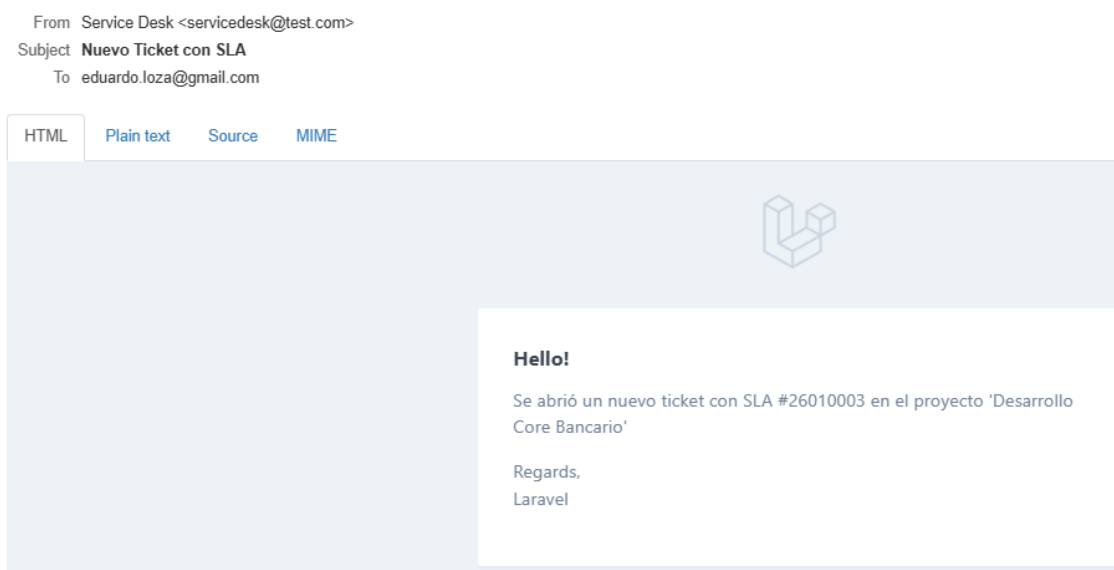 From Service Desk <servicedesk@test.com>
Subject Nuevo Ticket con SLA
To eduardo.loza@gmail.com
HTML Plain text Source MIME
Hello!
Se abrió un nuevo ticket con SLA #26010003 en el proyecto 'Desarrollo
Core Bancario'
Regards,
Laravel